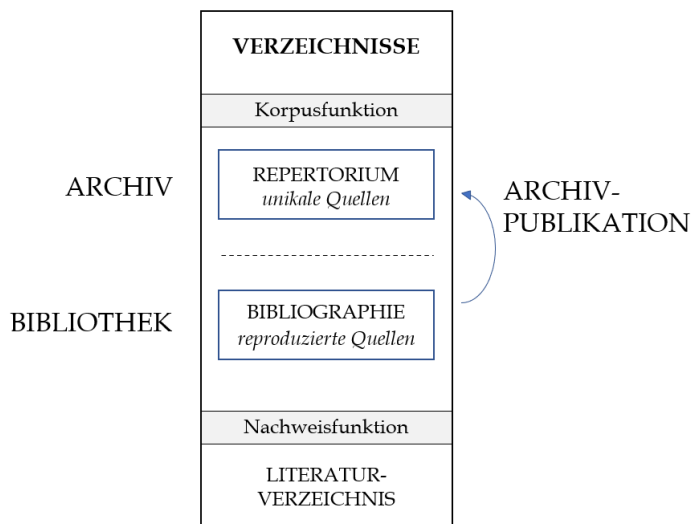 VERZEICHNISSE
Korpusfunktion
ARCHIV
REPERTORIUM
unikale Quellen
ARCHIV-
PUBLIKATION
BIBLIOTHEK
BIBLIOGRAPHIE
reproduzierte Quellen
Nachweisfunktion
LITERATUR-
VERZEICHNIS